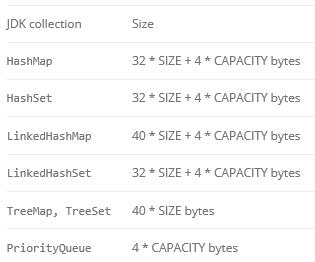 JDK collection Size
HashMap 32 * SIZE + 4 * CAPACITY bytes
HashSet 32 * SIZE + 4 * CAPACITY bytes
LinkedHashMap 40 * SIZE + 4 * CAPACITY bytes
LinkedHashSet 32 * SIZE + 4 * CAPACITY bytes
TreeMap, TreeSet 40 * SIZE bytes
PriorityQueue 4 * CAPACITY bytes